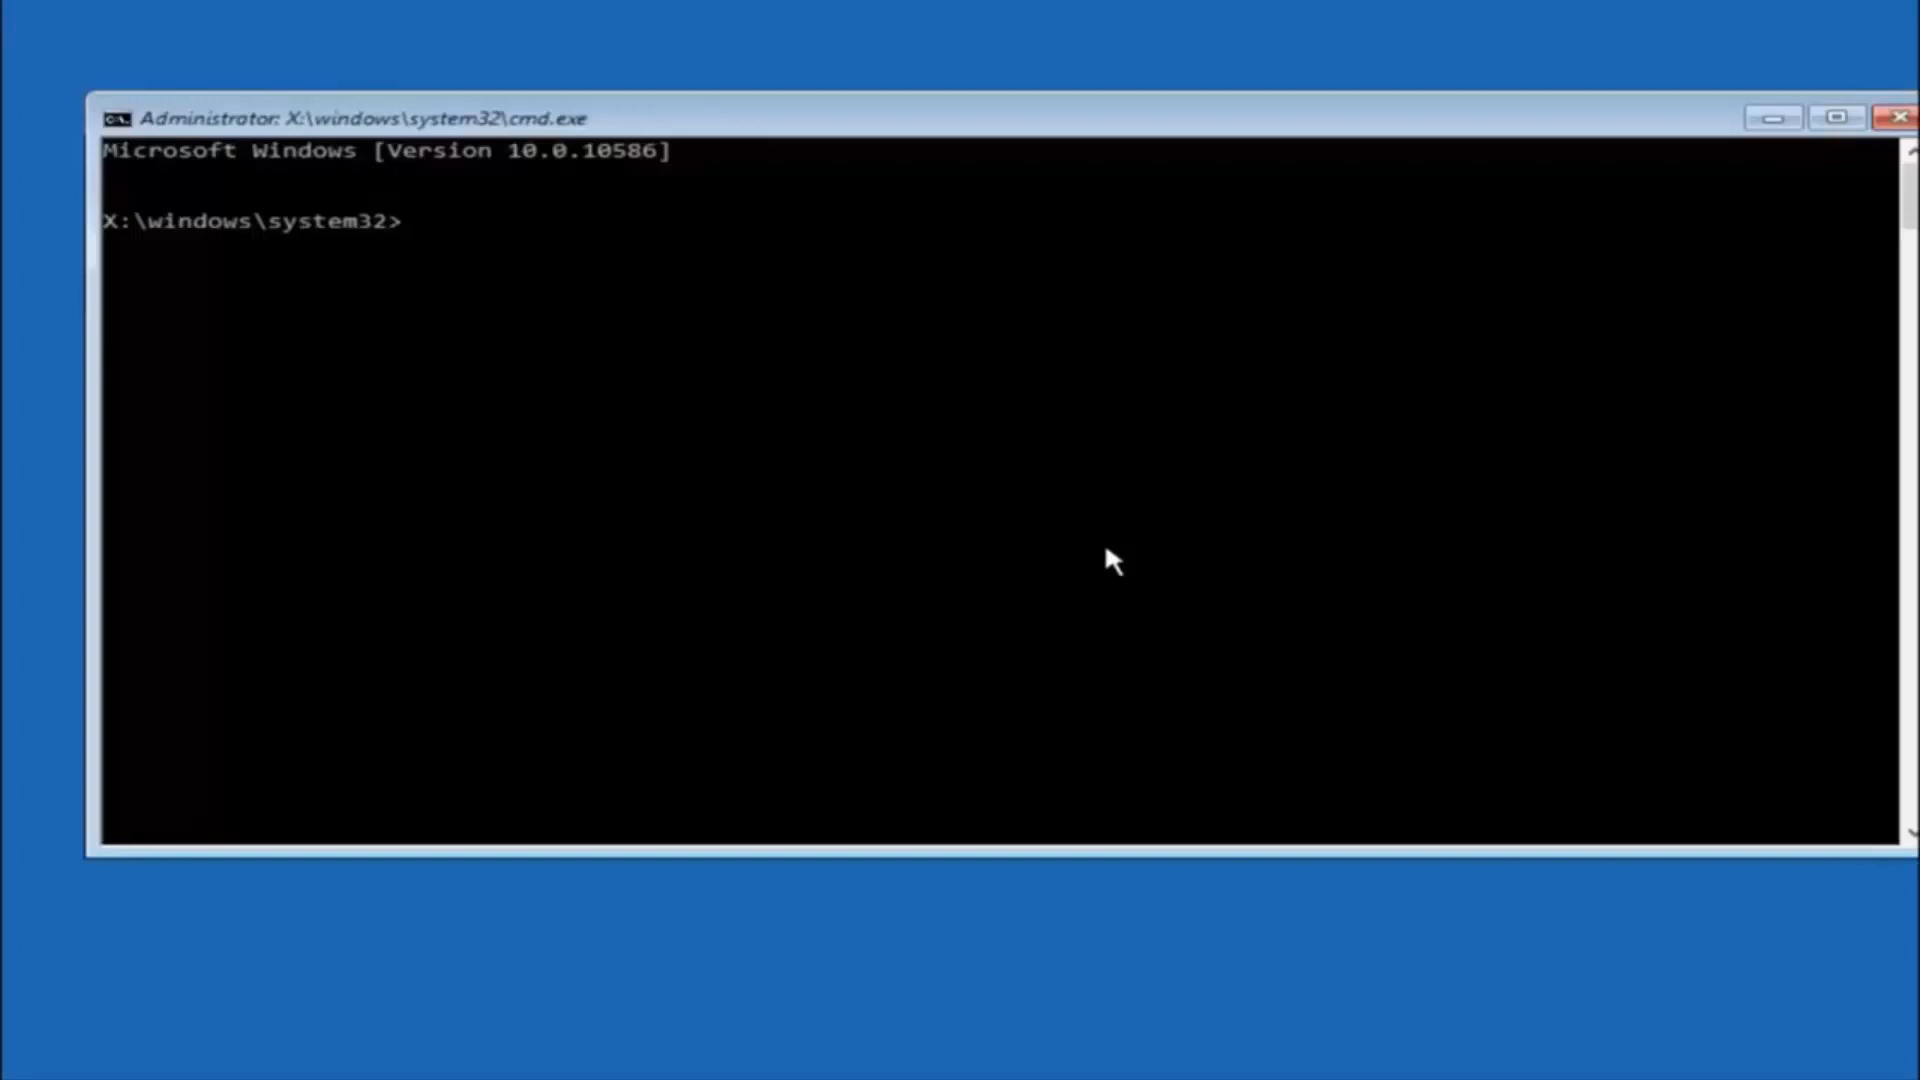 Administrator: X:\windows\system32\cmd.exe
Microsoft Windows [Version 10.0.10586]
X:\windows\system32>